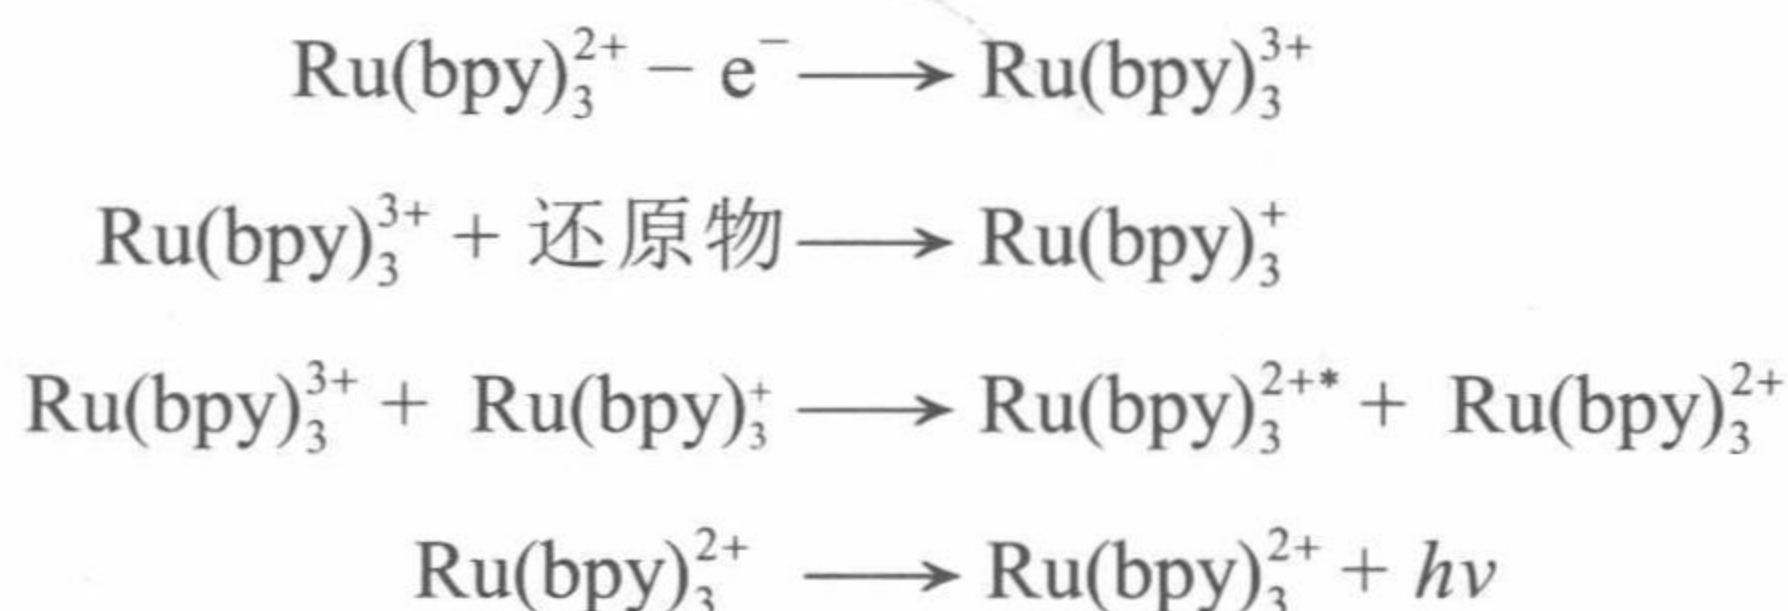 Ru(bpy)₃²⁺ − e⁻ ⟶ Ru(bpy)₃³⁺
Ru(bpy)₃³⁺ + 还原物 ⟶ Ru(bpy)₃⁺
Ru(bpy)₃³⁺ + Ru(bpy)₃⁺ ⟶ Ru(bpy)₃²⁺* + Ru(bpy)₃²⁺
Ru(bpy)₃²⁺ ⟶ Ru(bpy)₃²⁺ + hν